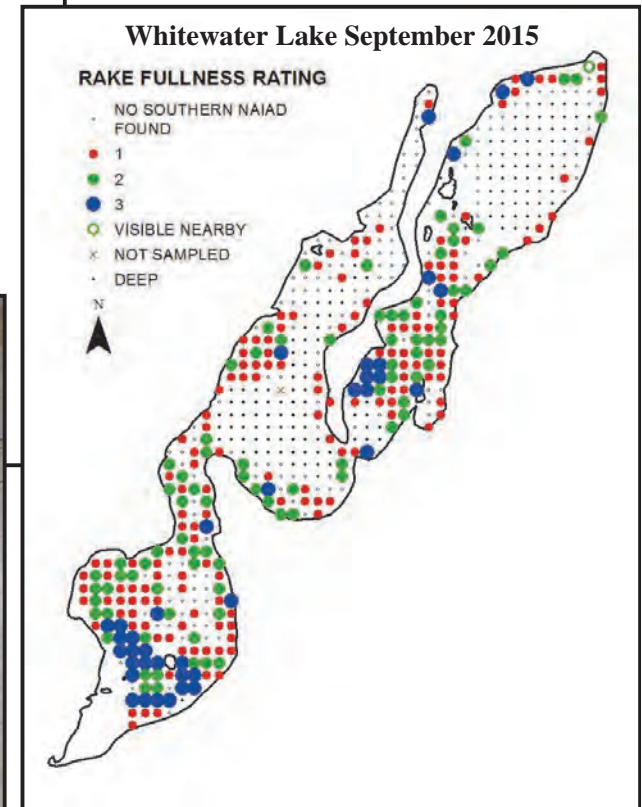 Whitewater Lake September 2015
RAKE FULLNESS RATING
NO SOUTHERN NAIAD
FOUND
1
2
3
VISIBLE NEARBY
NOT SAMPLED
DEEP
N